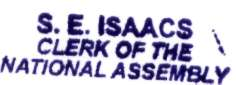 S. E. ISAACS
CLERK OF THE
NATIONAL ASSEMBLY